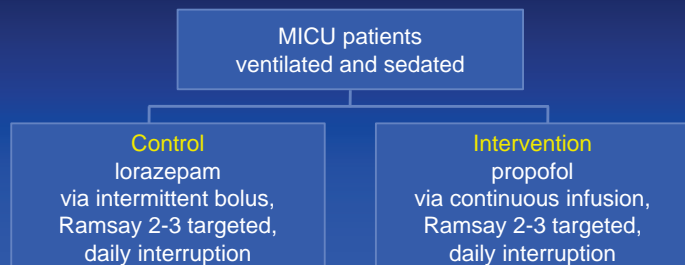 MICU patients
ventilated and sedated
Control
lorazepam
via intermittent bolus,
Ramsay 2-3 targeted,
daily interruption
Intervention
propofol
via continuous infusion,
Ramsay 2-3 targeted,
daily interruption